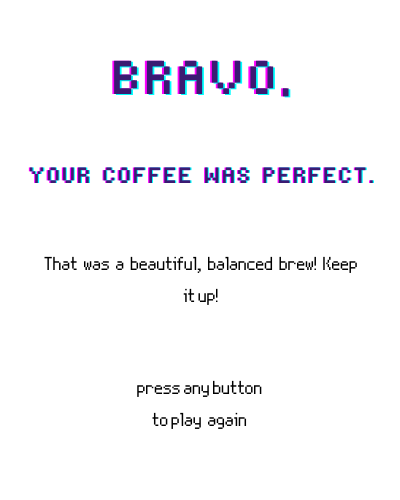 BRAVO.
YOUR COFFEE WAS PERFECT.
That was a beautiful, balanced brew! Keep
it up!
press any button
to play again